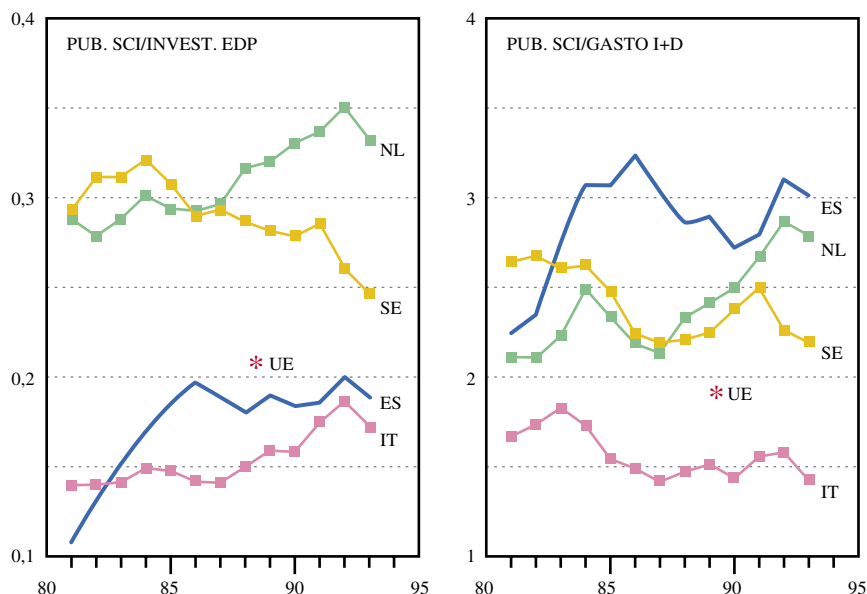 PUB. SCI/INVEST. EDP
0,4
0,3
0,2
0,1
NL
SE
* UE
ES
IT
80
85
90
95
PUB. SCI/GASTO I+D
4
3
2
1
ES
NL
SE
* UE
IT
80
85
90
95